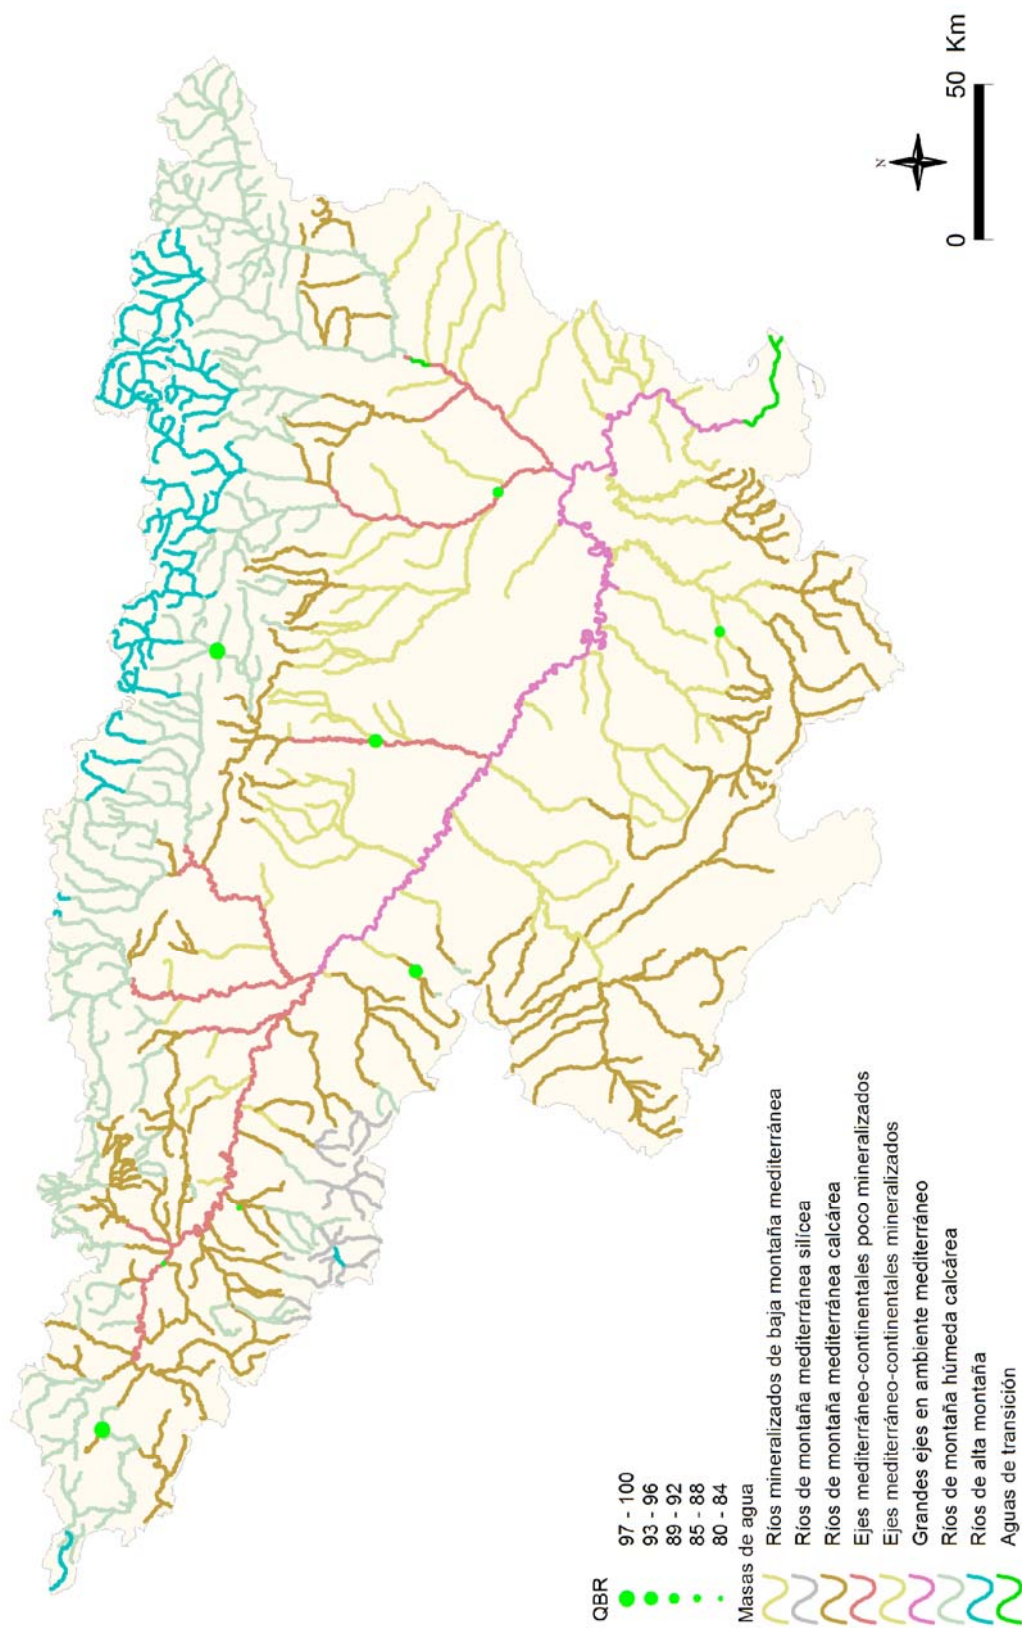 QBR
97 - 100
93 - 96
89 - 92
85 - 88
80 - 84
Masas de agua
Ríos mineralizados de baja montaña mediterránea
Ríos de montaña mediterránea silícea
Ríos de montaña mediterránea calcárea
Ejes mediterráneo-continentales poco mineralizados
Ejes mediterráneo-continentales mineralizados
Grandes ejes en ambiente mediterráneo
Ríos de montaña húmeda calcárea
Ríos de alta montaña
Aguas de transición
N
0 50 Km